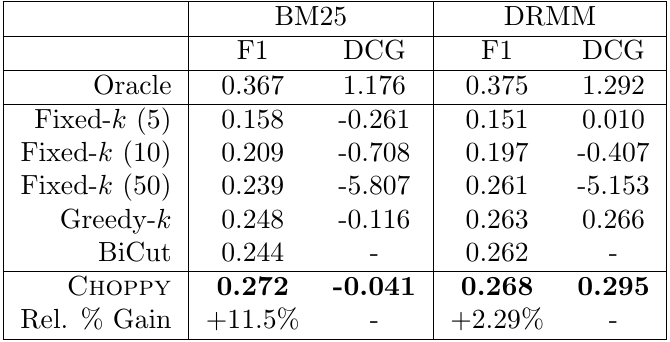 BM25 DRMM
F1 DCG F1 DCG
Oracle 0.367 1.176 0.375 1.292
Fixed-k (5) 0.158 -0.261 0.151 0.010
Fixed-k (10) 0.209 -0.708 0.197 -0.407
Fixed-k (50) 0.239 -5.807 0.261 -5.153
Greedy-k 0.248 -0.116 0.263 0.266
BiCut 0.244 - 0.262 -
CHOPPY 0.272 -0.041 0.268 0.295
Rel. % Gain +11.5% - +2.29% -